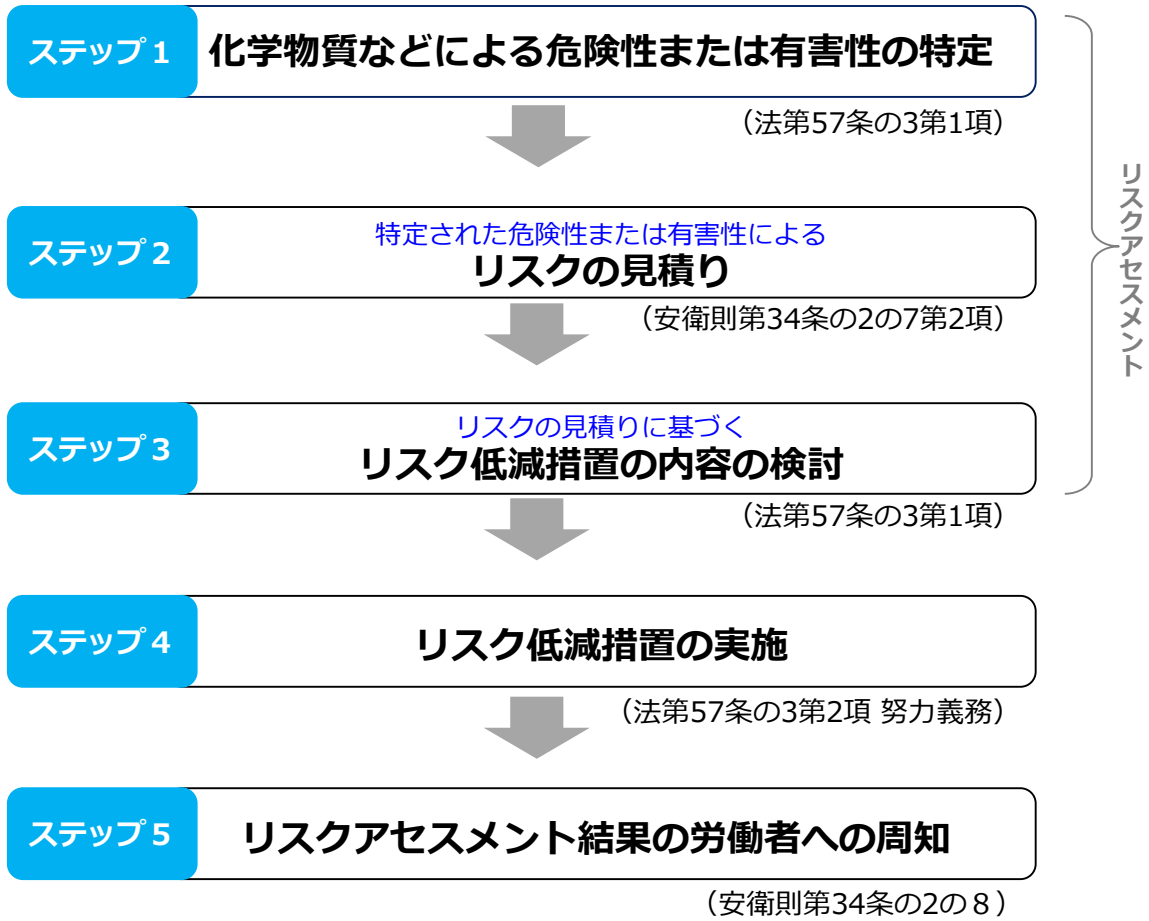 ステップ１
化学物質などによる危険性または有害性の特定
（法第57条の3第1項）
ステップ２
特定された危険性または有害性による
リスクの見積り
（安衛則第34条の2の7第2項）
ステップ３
リスクの見積りに基づく
リスク低減措置の内容の検討
（法第57条の3第1項）
リスクアセスメント
ステップ４
リスク低減措置の実施
（法第57条の3第2項 努力義務）
ステップ５
リスクアセスメント結果の労働者への周知
（安衛則第34条の2の８）